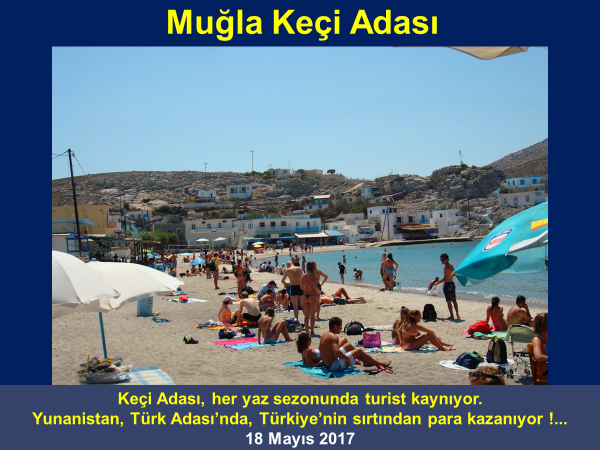 Muğla Keçi Adası
Keçi Adası, her yaz sezonunda turist kaynıyor.
Yunanistan, Türk Adası’nda, Türkiye’nin sırtından para kazanıyor !...
18 Mayıs 2017